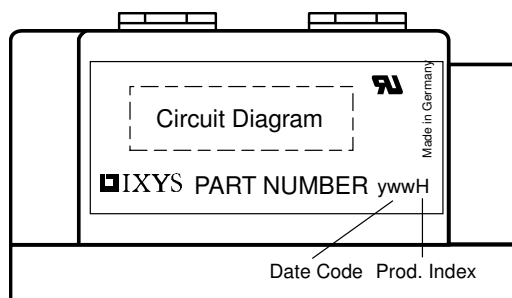 Circuit Diagram
Made in Germany
IXYS PART NUMBER ywwH
Date Code Prod. Index